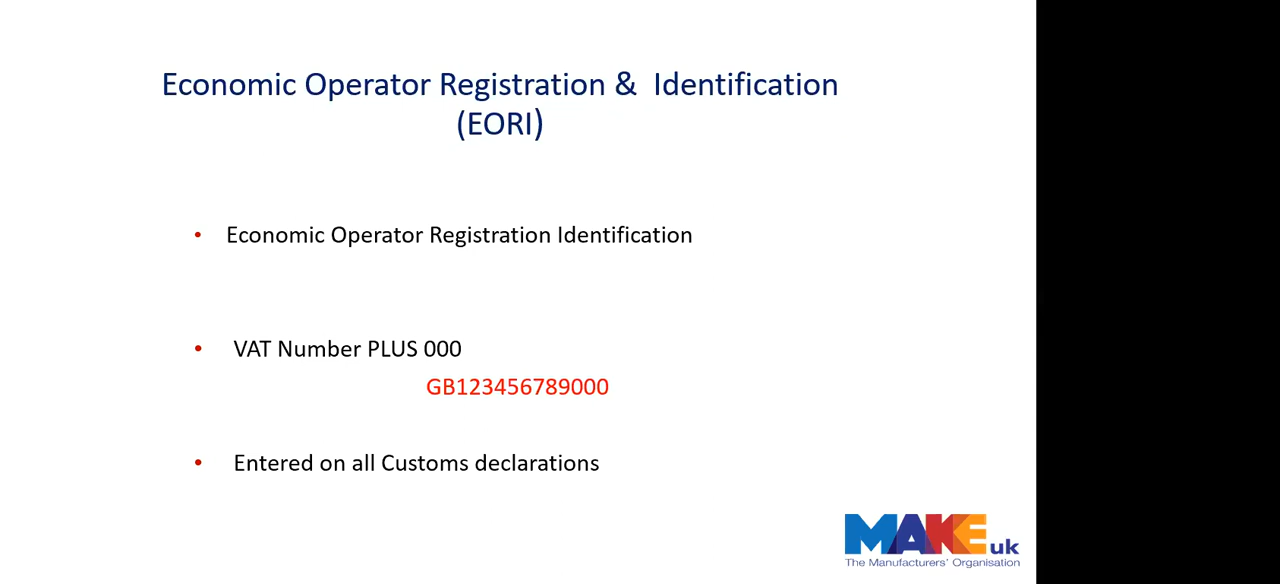 Economic Operator Registration & Identification
(EORI)
• Economic Operator Registration Identification
• VAT Number PLUS 000
GB123456789000
• Entered on all Customs declarations
MAKE uk
The Manufacturers' Organisation